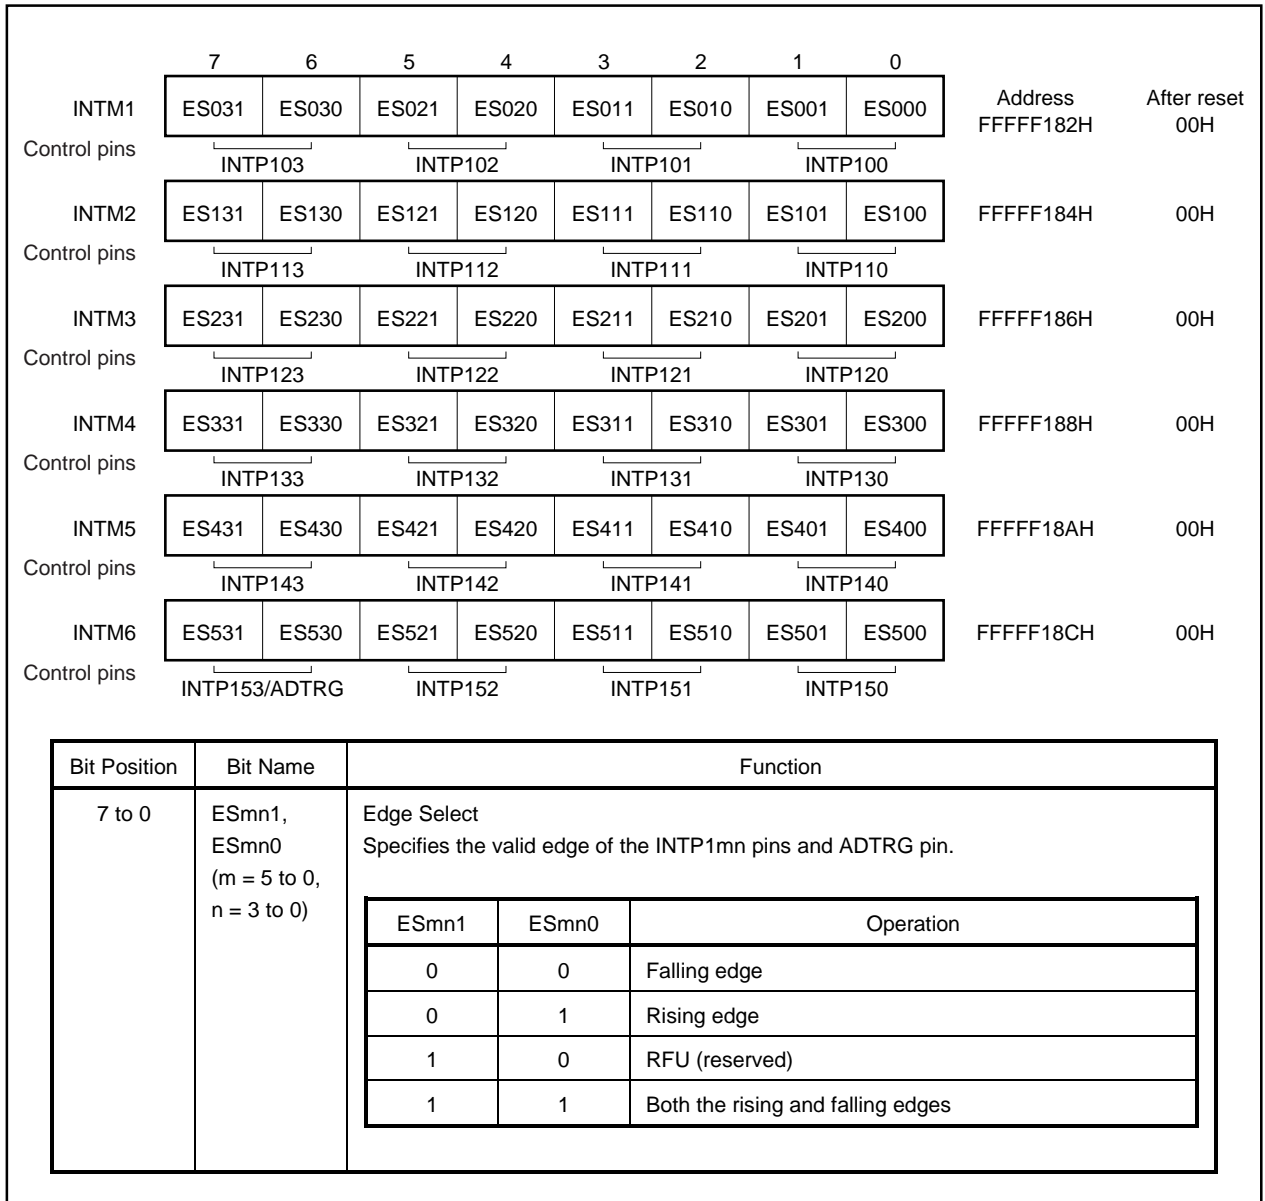 7 6 5 4 3 2 1 0
INTM1 ES031 ES030 ES021 ES020 ES011 ES010 ES001 ES000 Address FFFFF182H After reset 00H
Control pins INTP103 INTP102 INTP101 INTP100
INTM2 ES131 ES130 ES121 ES120 ES111 ES110 ES101 ES100 FFFFF184H 00H
Control pins INTP113 INTP112 INTP111 INTP110
INTM3 ES231 ES230 ES221 ES220 ES211 ES210 ES201 ES200 FFFFF186H 00H
Control pins INTP123 INTP122 INTP121 INTP120
INTM4 ES331 ES330 ES321 ES320 ES311 ES310 ES301 ES300 FFFFF188H 00H
Control pins INTP133 INTP132 INTP131 INTP130
INTM5 ES431 ES430 ES421 ES420 ES411 ES410 ES401 ES400 FFFFF18AH 00H
Control pins INTP143 INTP142 INTP141 INTP140
INTM6 ES531 ES530 ES521 ES520 ES511 ES510 ES501 ES500 FFFFF18CH 00H
Control pins INTP153/ADTRG INTP152 INTP151 INTP150
Bit Position Bit Name Function
7 to 0 ESmn1, Edge Select
ESmn0 Specifies the valid edge of the INTP1mn pins and ADTRG pin.
(m = 5 to 0,
n = 3 to 0)
ESmn1 ESmn0 Operation
0 0 Falling edge
0 1 Rising edge
1 0 RFU (reserved)
1 1 Both the rising and falling edges